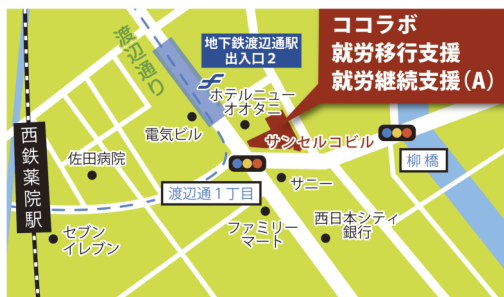 ココラボ
就労移行支援
就労継続支援(A)
地下鉄渡辺通駅
出入口2
渡辺通り
ホテルニュー
オオタニ
電気ビル
サンセルコビル
柳橋
西鉄薬院駅
佐田病院
渡辺通1丁目
サニー
セブン
イレブン
ファミリー
マート
西日本シティ
銀行